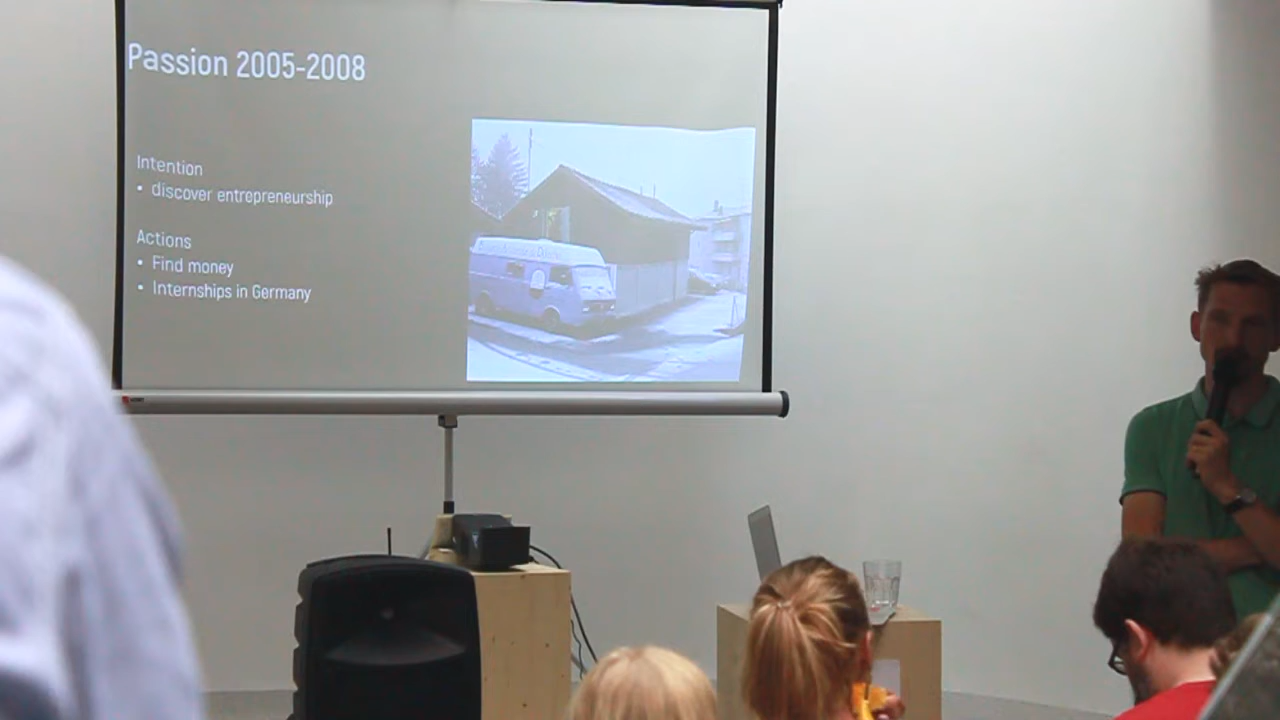 Passion 2005-2008
Intention
• discover entrepreneurship
Actions
• Find money
• Internships in Germany